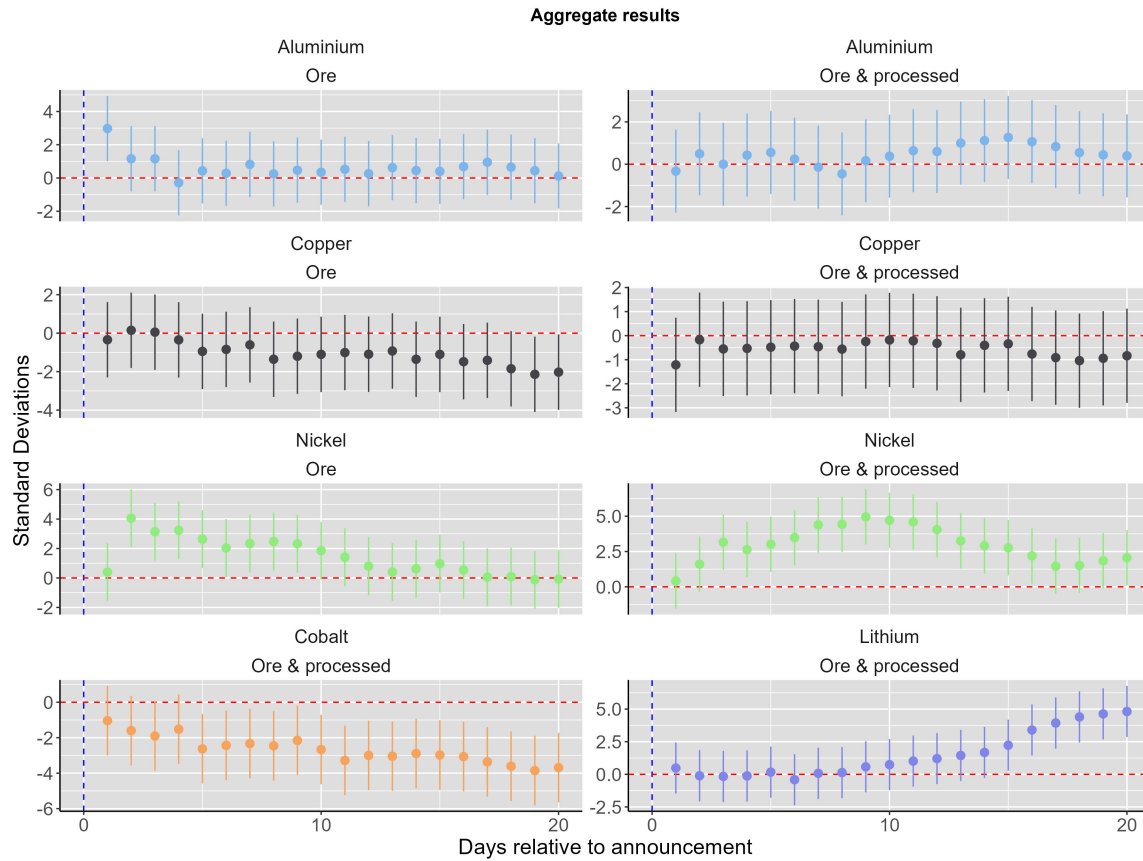 Aggregate results
Aluminium
Ore
4
2
0
-2
Aluminium
Ore & processed
2
0
-2
Copper
Ore
2
0
-2
-4
Copper
Ore & processed
2
1
0
-1
-2
-3
Nickel
Ore
6
4
2
0
-2
Nickel
Ore & processed
5.0
2.5
0.0
Cobalt
Ore & processed
0
-2
-4
-6
0
10
20
Lithium
Ore & processed
5.0
2.5
0.0
-2.5
0
10
20
Standard Deviations
Days relative to announcement